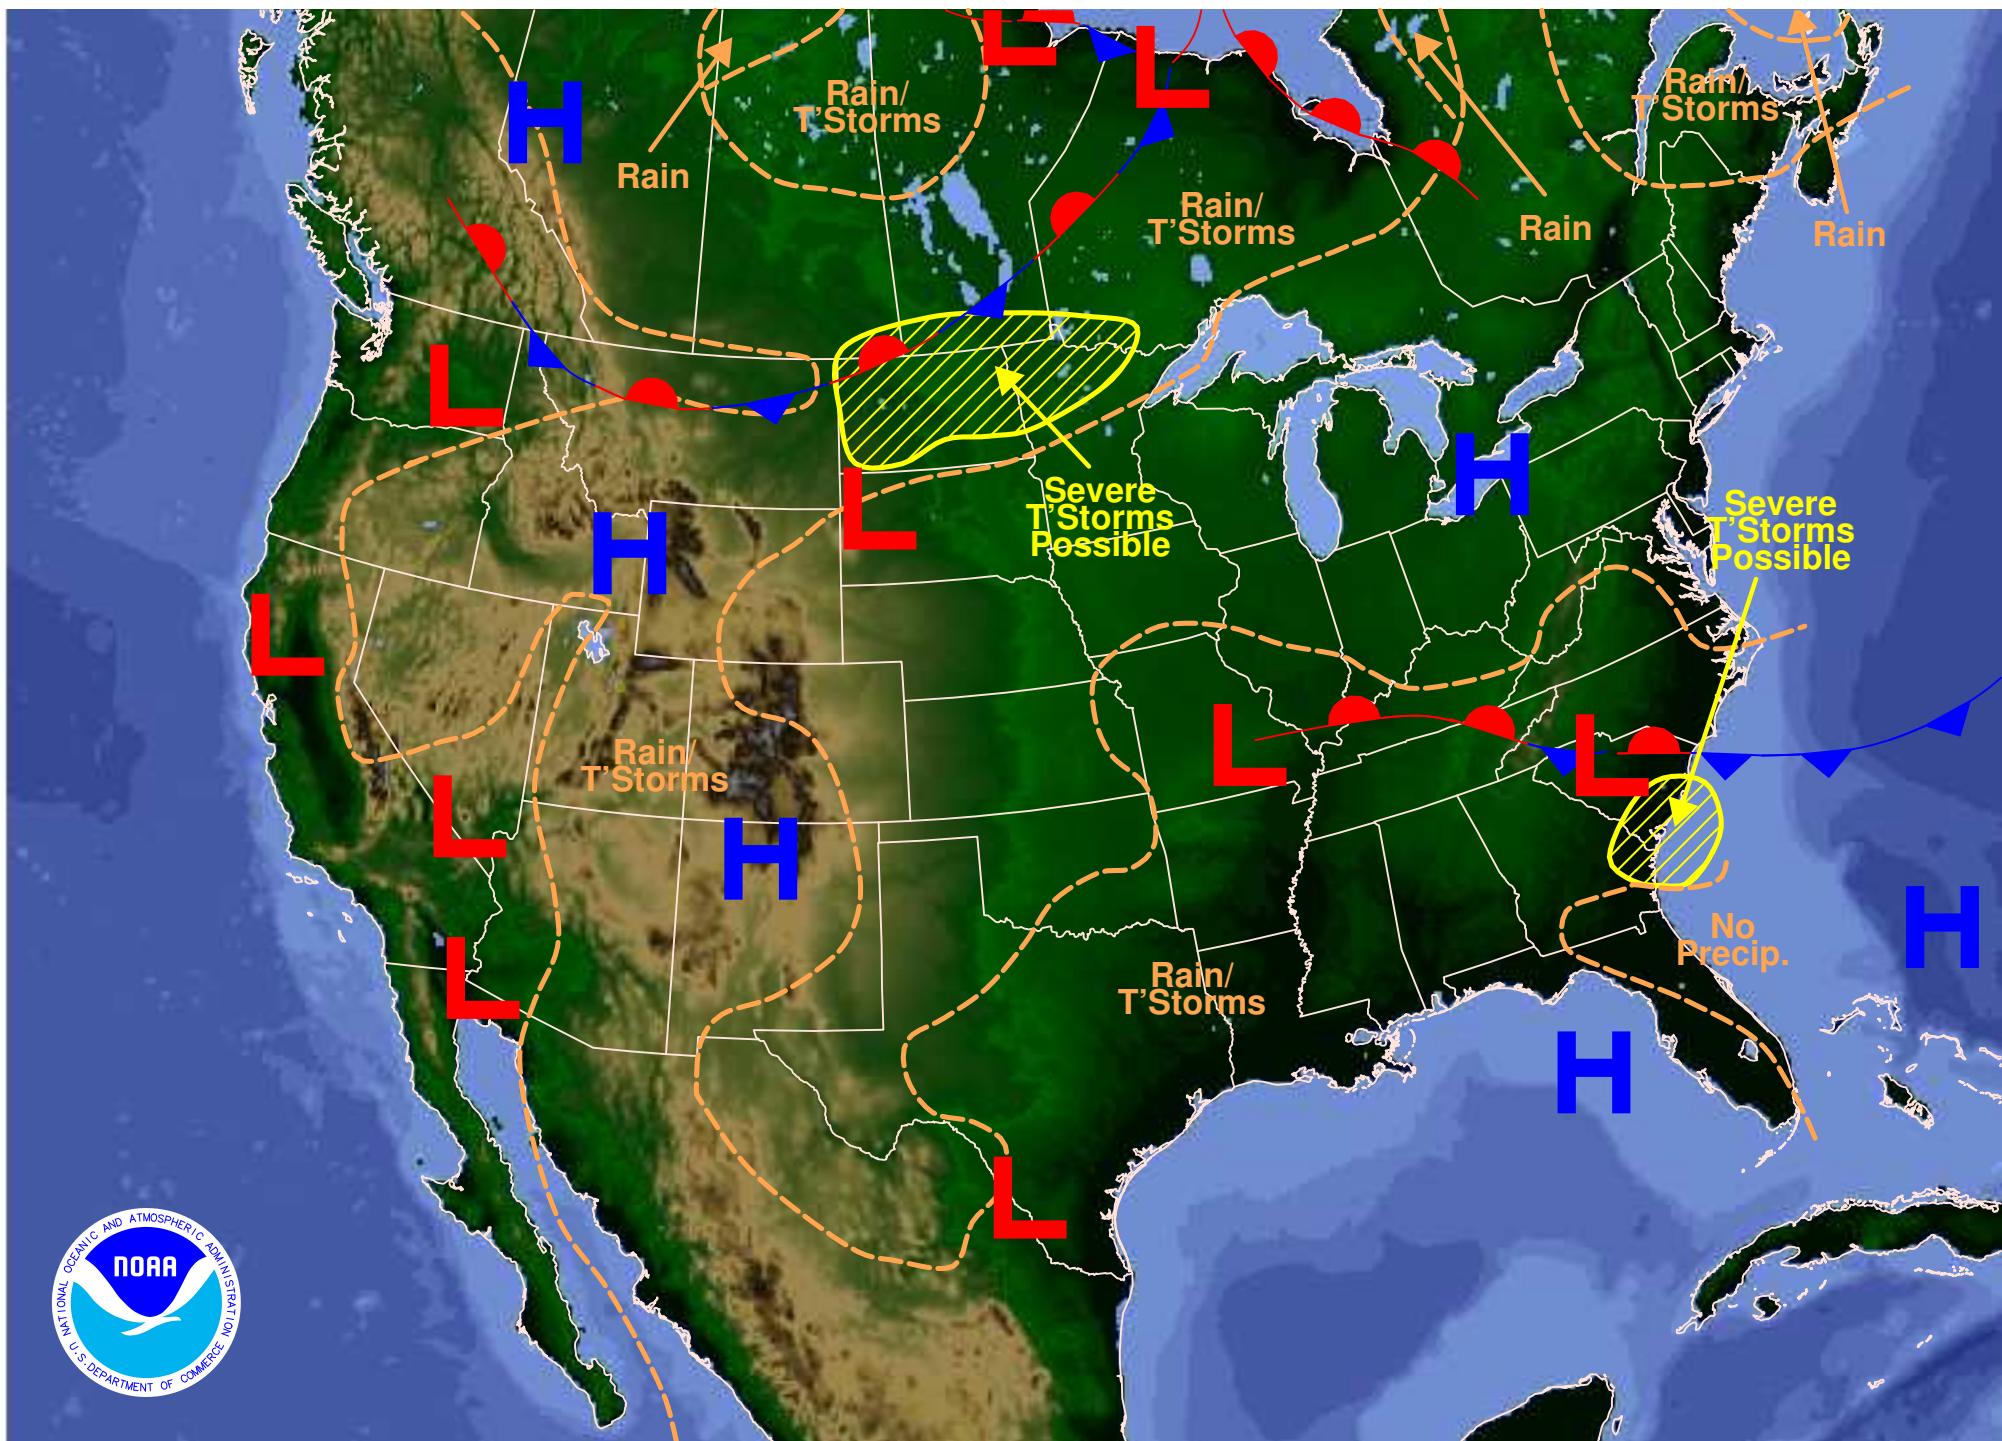 L
L
Rain/
T'Storms
Rain/
T'Storms
H
Rain
Rain/
T'Storms
Rain
Rain
L
H
L
Severe
T'Storms
Possible
Severe
T'Storms
Possible
H
L
L
L
Rain/
T'Storms
L
H
H
No
Precip.
L
Rain/
T'Storms
H
L
NATIONAL OCEANIC AND ATMOSPHERIC ADMINISTRATION
NOAA
U.S. DEPARTMENT OF COMMERCE